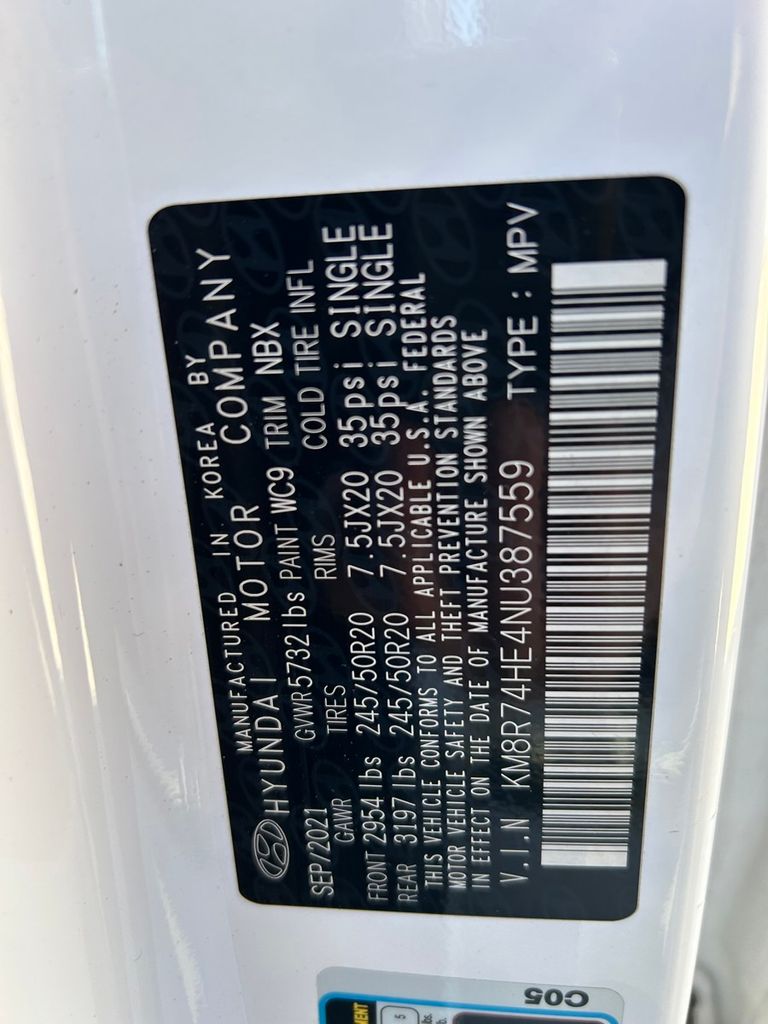 MANUFACTURED IN KOREA BY
HYUNDAI MOTOR COMPANY
SEP/2021 GVWR 5732 lbs PAINT WC9 TRIM NBX
GAWR TIRES RIMS COLD TIRE INFL
FRONT 2954 lbs 245/50R20 7.5JX20 35psi SINGLE
REAR 3197 lbs 245/50R20 7.5JX20 35psi SINGLE
THIS VEHICLE CONFORMS TO ALL APPLICABLE U.S.A. FEDERAL
MOTOR VEHICLE SAFETY AND THEFT PREVENTION STANDARDS
IN EFFECT ON THE DATE OF MANUFACTURE SHOWN ABOVE
V.I.N KM8R74HE4NU387559 TYPE : MPV
C05
5